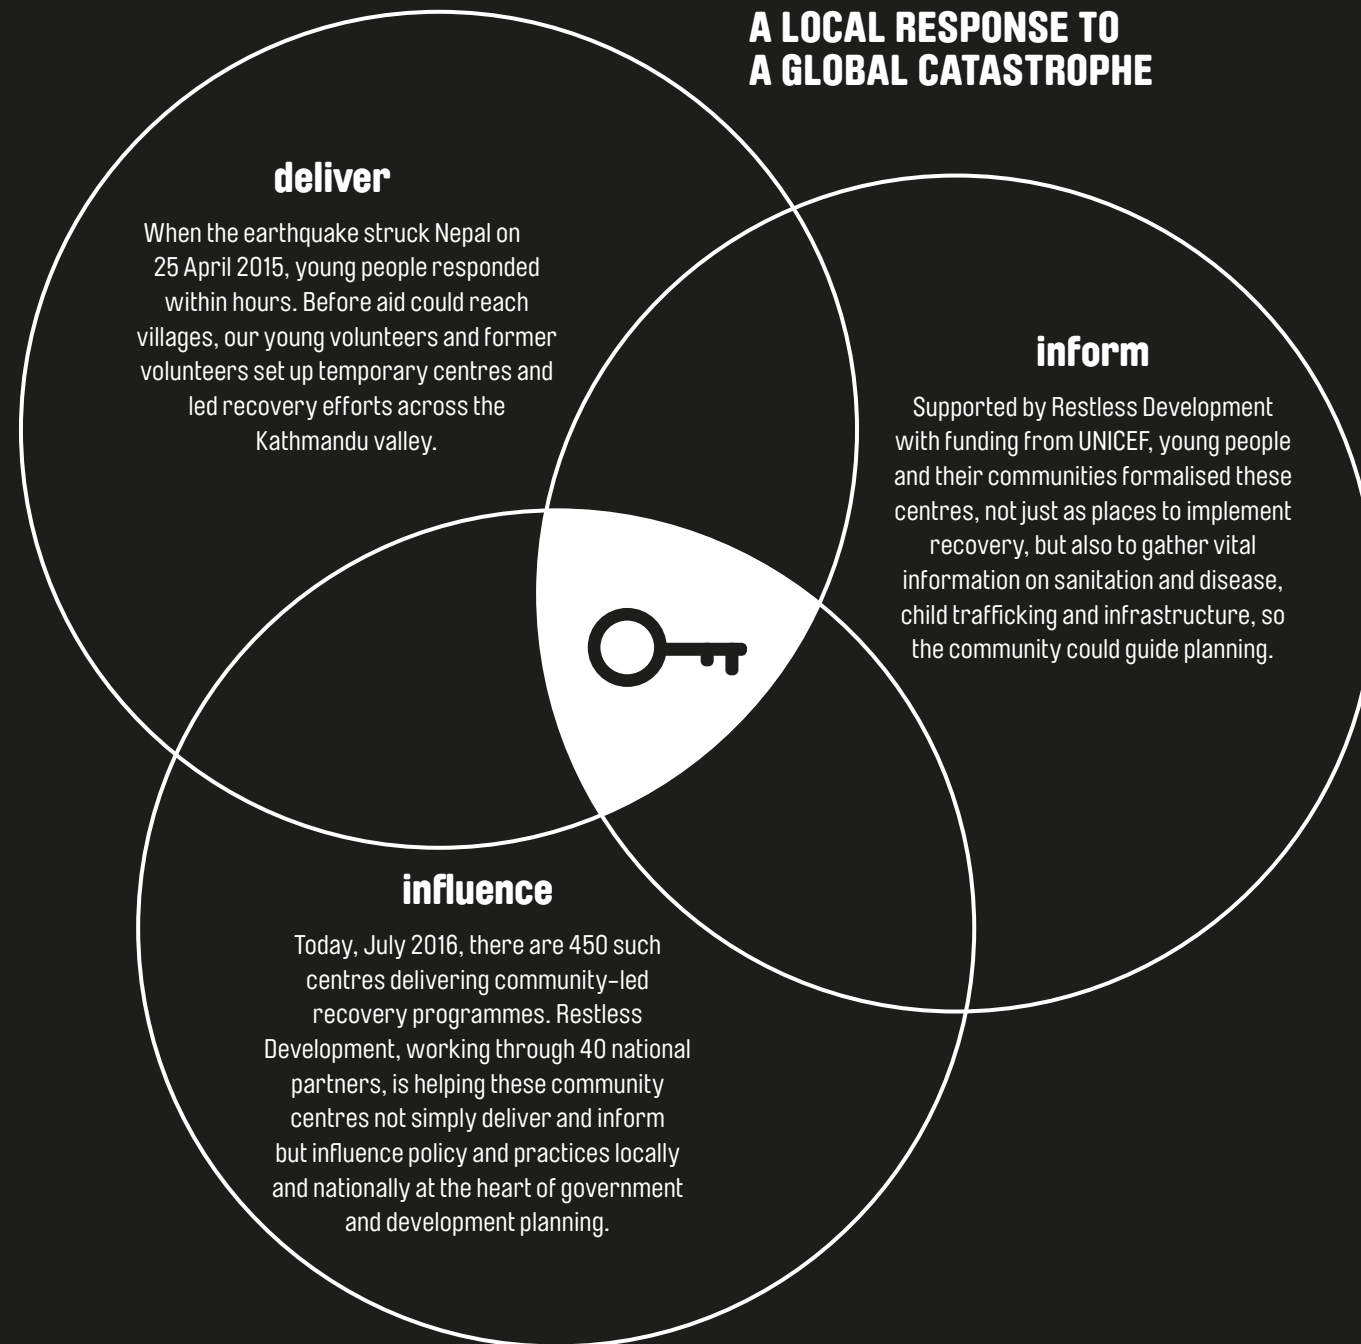 A LOCAL RESPONSE TO
A GLOBAL CATASTROPHE
deliver
When the earthquake struck Nepal on
25 April 2015, young people responded
within hours. Before aid could reach
villages, our young volunteers and former
volunteers set up temporary centres and
led recovery efforts across the
Kathmandu valley.
inform
Supported by Restless Development
with funding from UNICEF, young people
and their communities formalised these
centres, not just as places to implement
recovery, but also to gather vital
information on sanitation and disease,
child trafficking and infrastructure, so
the community could guide planning.
influence
Today, July 2016, there are 450 such
centres delivering community-led
recovery programmes. Restless
Development, working through 40 national
partners, is helping these community
centres not simply deliver and inform
but influence policy and practices locally
and nationally at the heart of government
and development planning.